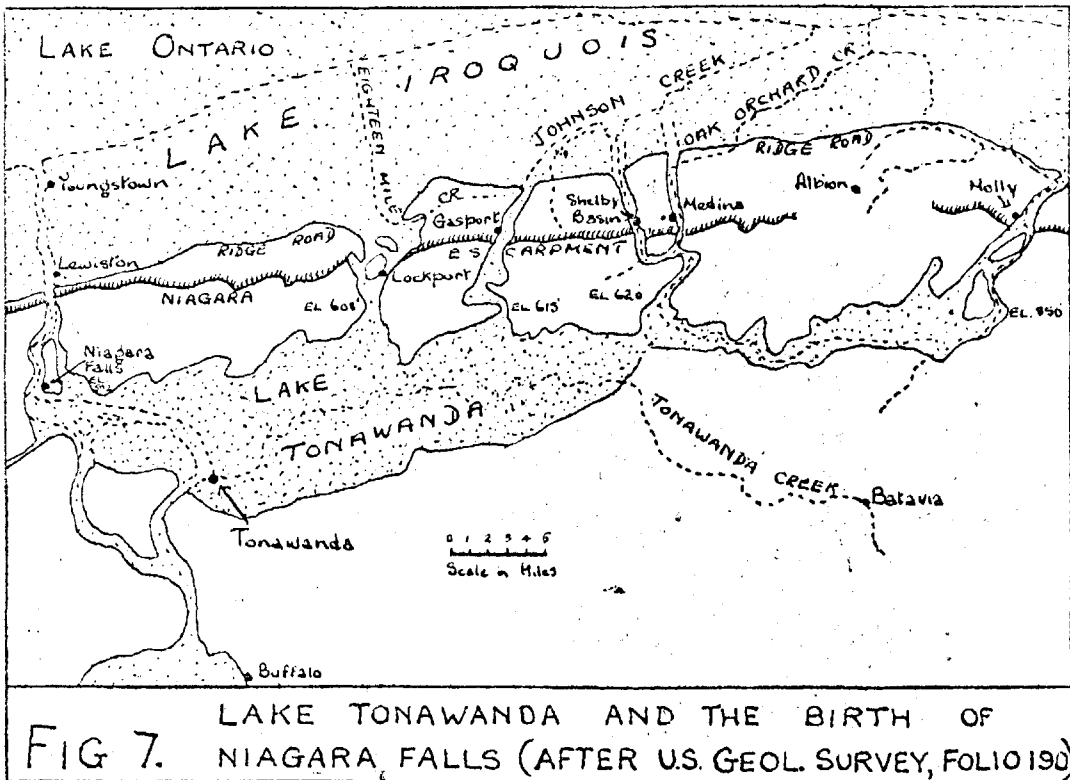 LAKE ONTARIO
LAKE IROQUOIS
EIGHTEEN MILE
CR
JOHNSON CREEK
OAK ORCHARD CR.
RIDGE ROAD
Youngstown
Gasport
Shelby
Basin
Medina
Albion
Holly
Lewiston
RIDGE ROAD
Lockport
ESCARPMENT
NIAGARA
EL 608'
EL 615'
EL 620
EL. 850
Niagara
Falls
LAKE
TONAWANDA
TONAWANDA CREEK
Batavia
Tonawanda
0 1 2 3 4 5
Scale in Miles
Buffalo
FIG 7.
LAKE TONAWANDA AND THE BIRTH OF
NIAGARA FALLS (AFTER U.S. GEOL. SURVEY, FOLIO 190)